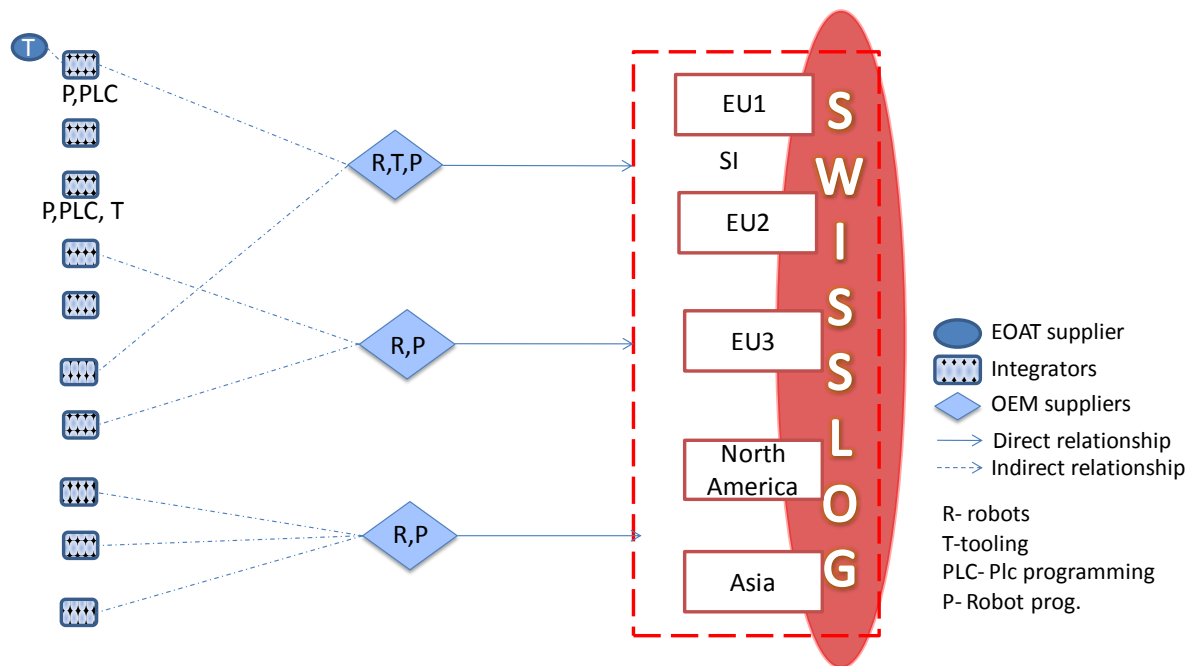 T
P,PLC
P,PLC, T
R,T,P
R,P
R,P
EU1
SI
EU2
EU3
North
America
Asia
SWISSLOG
EOAT supplier
Integrators
OEM suppliers
Direct relationship
Indirect relationship
R- robots
T-tooling
PLC- Plc programming
P- Robot prog.